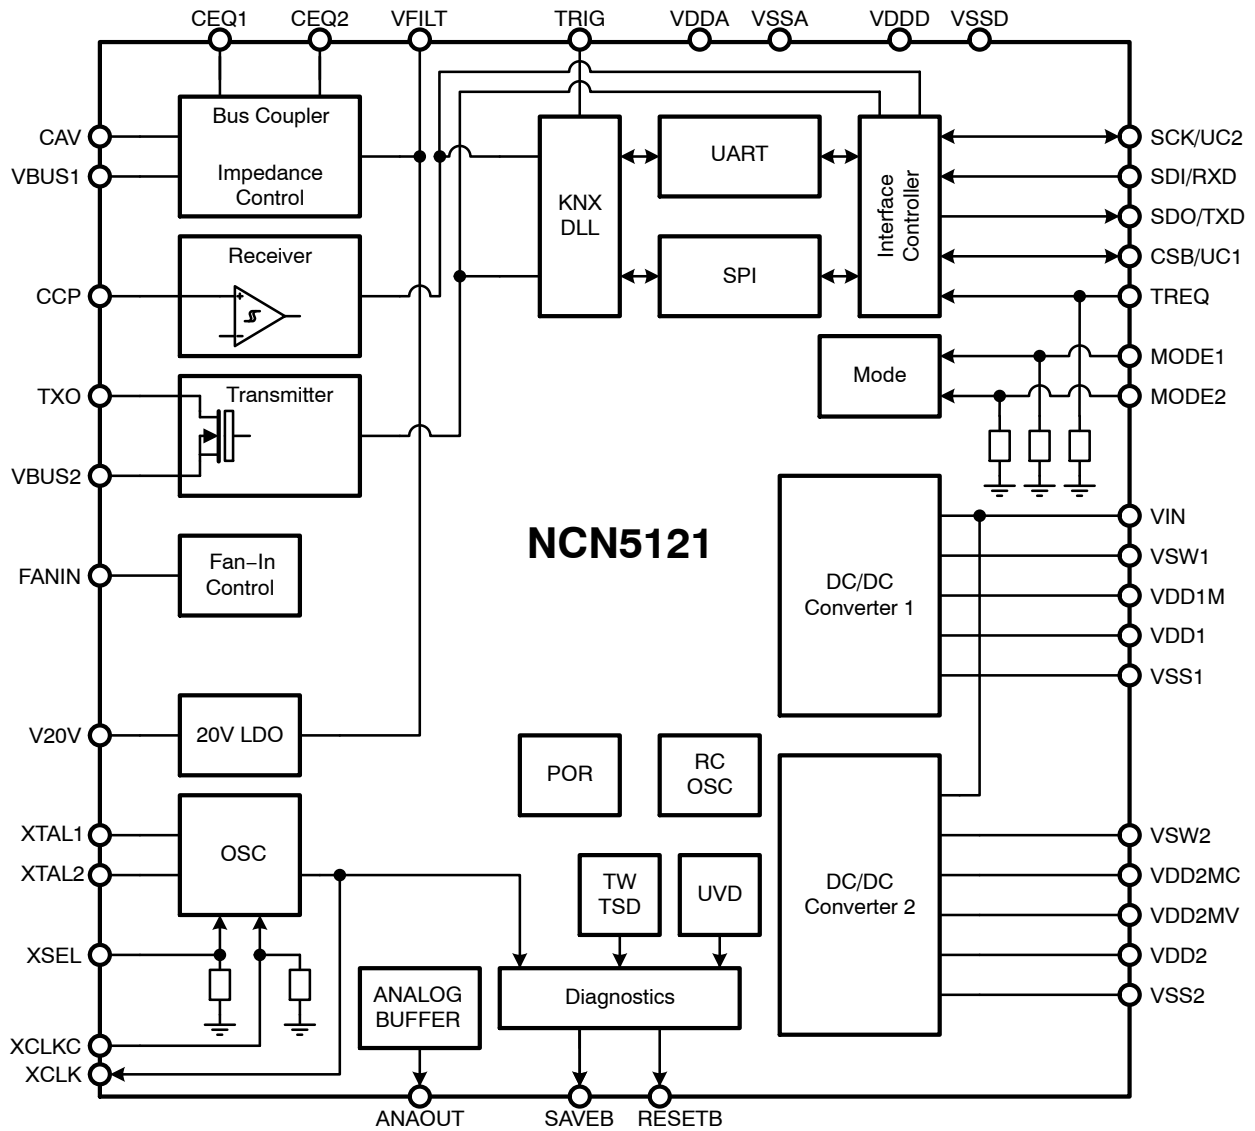 CEQ1
CEQ2
VFILT
TRIG
VDDA
VSSA
VDDD
VSSD
CAV
VBUS1
Bus Coupler
Impedance
Control
CCP
Receiver
TXO
VBUS2
Transmitter
KNX
DLL
UART
SPI
Interface
Controller
SCK/UC2
SDI/RXD
SDO/TXD
CSB/UC1
TREQ
Mode
MODE1
MODE2
NCN5121
FANIN
Fan−In
Control
DC/DC
Converter 1
VIN
VSW1
VDD1M
VDD1
VSS1
V20V
20V LDO
POR
RC
OSC
XTAL1
XTAL2
OSC
TW
TSD
UVD
DC/DC
Converter 2
VSW2
VDD2MC
VDD2MV
VDD2
VSS2
XSEL
XCLKC
XCLK
ANALOG
BUFFER
Diagnostics
ANAOUT
SAVEB
RESETB